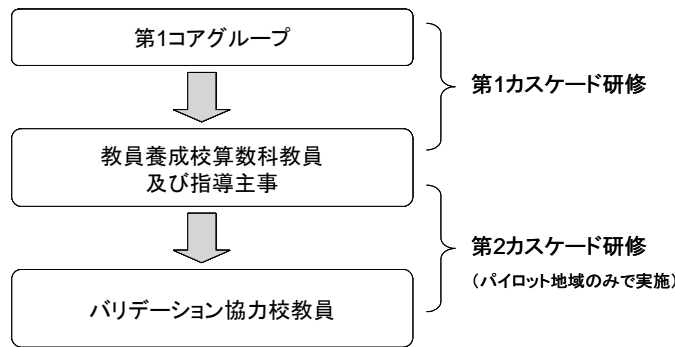 第1コアグループ
第1カスケード研修
教員養成校算数科教員
及び指導主事
第2カスケード研修
（パイロット地域のみで実施）
バリデーション協力校教員